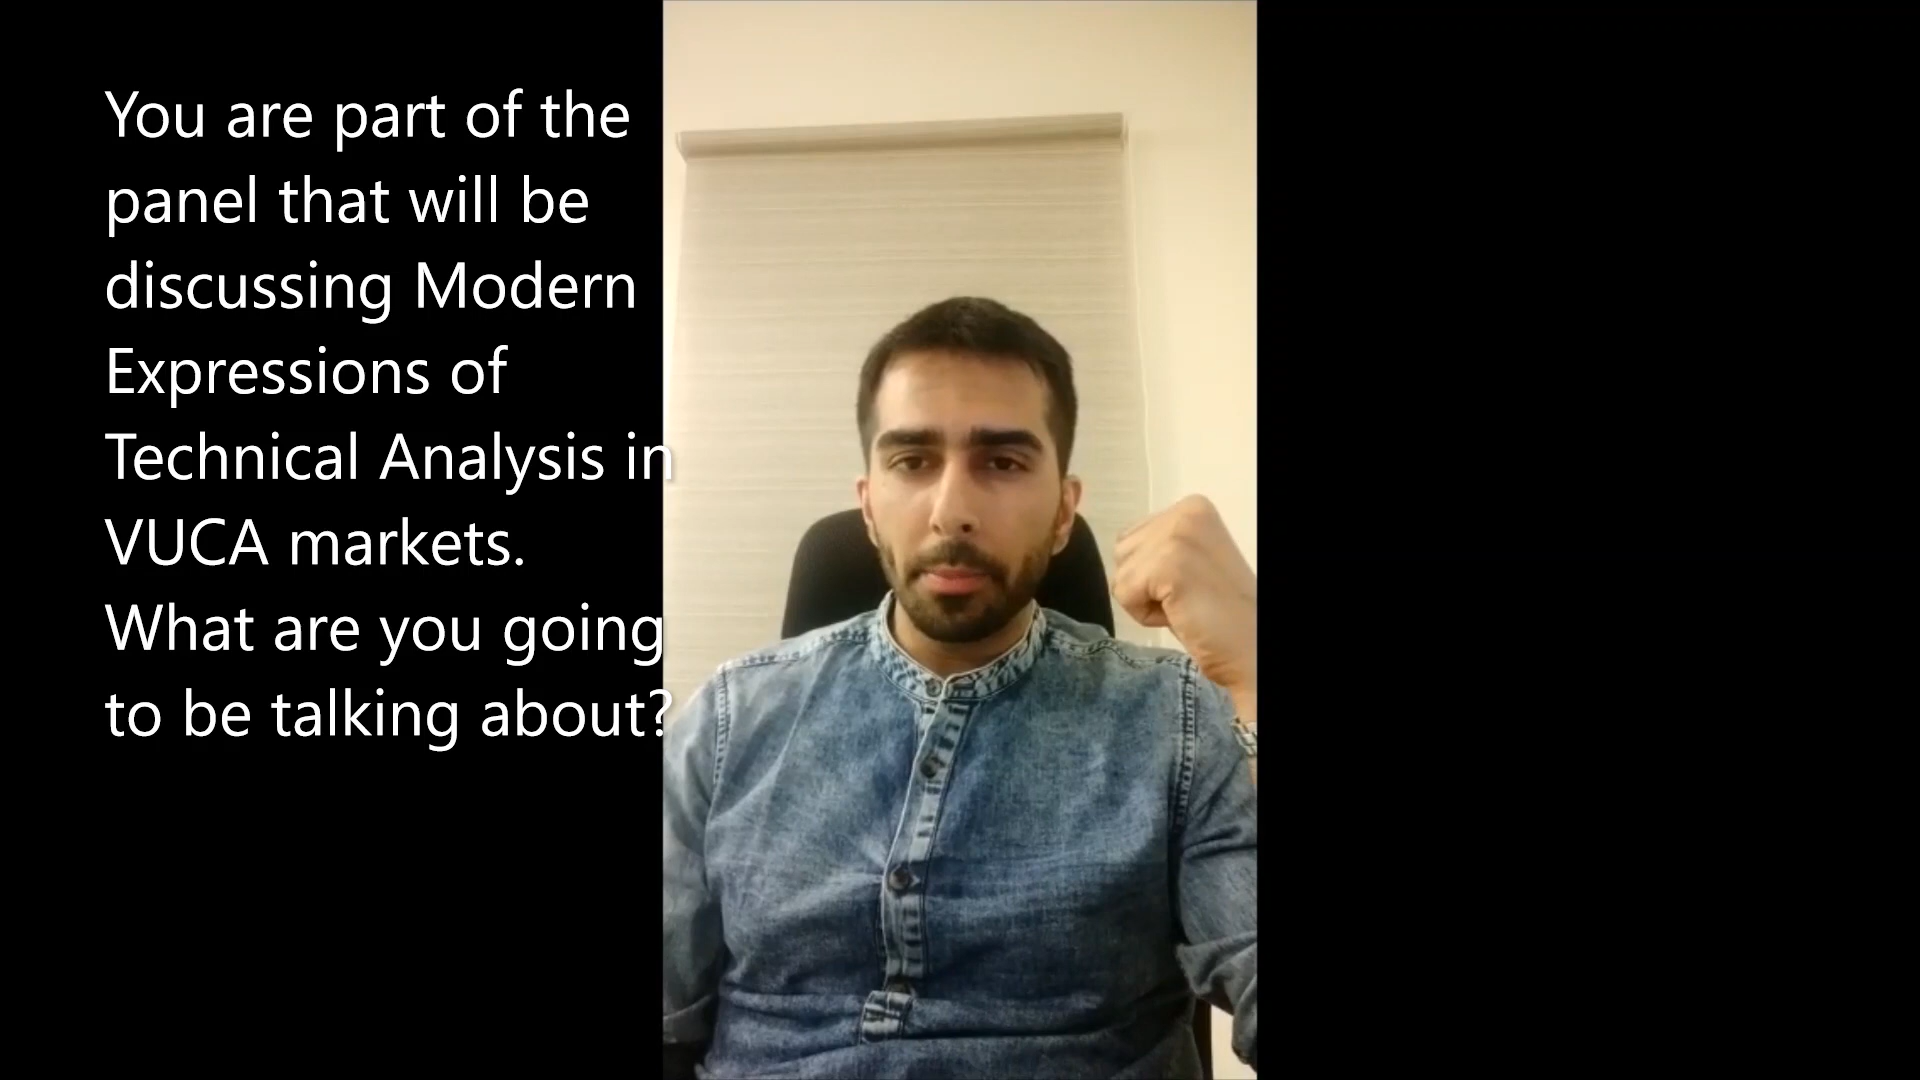 You are part of the
panel that will be
discussing Modern
Expressions of
Technical Analysis in
VUCA markets.
What are you going
to be talking about?